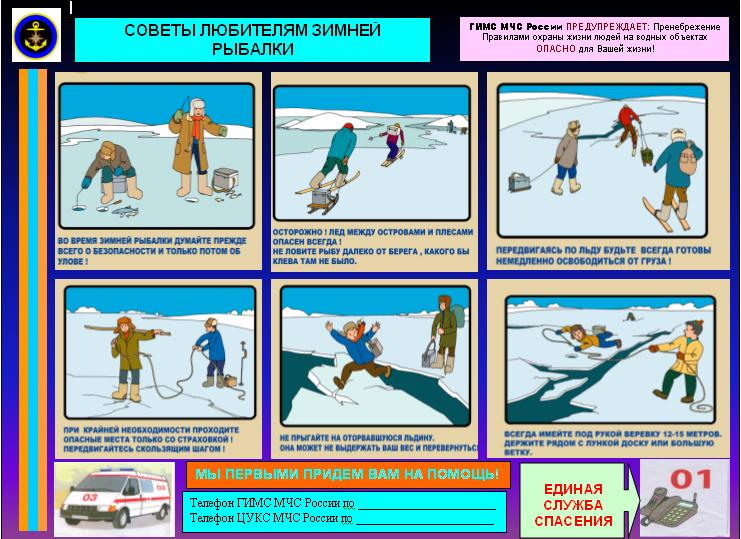 СОВЕТЫ ЛЮБИТЕЛЯМ ЗИМНЕЙ
РЫБАЛКИ
ГИМС МЧС России ПРЕДУПРЕЖДАЕТ: Пренебрежение
Правилами охраны жизни людей на водных объектах
ОПАСНО для Вашей жизни!
ВО ВРЕМЯ ЗИМНЕЙ РЫБАЛКИ ДУМАЙТЕ ПРЕЖДЕ
ВСЕГО О БЕЗОПАСНОСТИ И ТОЛЬКО ПОТОМ ОБ
УЛОВЕ !
ОСТОРОЖНО ! ЛЕД МЕЖДУ ОСТРОВАМИ И ПЛЕСАМИ
ОПАСЕН ВСЕГДА !
НЕ ЛОВИТЕ РЫБУ ДАЛЕКО ОТ БЕРЕГА , КАКОГО БЫ
КЛЕВА ТАМ НЕ БЫЛО.
ПЕРЕДВИГАЯСЬ ПО ЛЬДУ БУДЬТЕ ВСЕГДА ГОТОВЫ
НЕМЕДЛЕННО ОСВОБОДИТЬСЯ ОТ ГРУЗА !
ПРИ КРАЙНЕЙ НЕОБХОДИМОСТИ ПРОХОДИТЕ
ОПАСНЫЕ МЕСТА ТОЛЬКО СО СТРАХОВКОЙ !
ПЕРЕДВИГАЙТЕСЬ СКОЛЬЗЯЩИМ ШАГОМ !
НЕ ПРЫГАЙТЕ НА ОТОРВАВШУЮСЯ ЛЬДИНУ.
ОНА МОЖЕТ НЕ ВЫДЕРЖАТЬ ВАШ ВЕС И ПЕРЕВЕРНУТЬС
ВСЕГДА ИМЕЙТЕ ПОД РУКОЙ ВЕРЕВКУ 12-15 МЕТРОВ.
ДЕРЖИТЕ РЯДОМ С ЛУНКОЙ ДОСКУ ИЛИ БОЛЬШУЮ
ВЕТКУ.
03
03
МЫ ПЕРВЫМИ ПРИДЕМ ВАМ НА ПОМОЩЬ!
Телефон ГИМС МЧС России по
Телефон ЦУКС МЧС России по
ЕДИНАЯ
СЛУЖБА
СПАСЕНИЯ
01